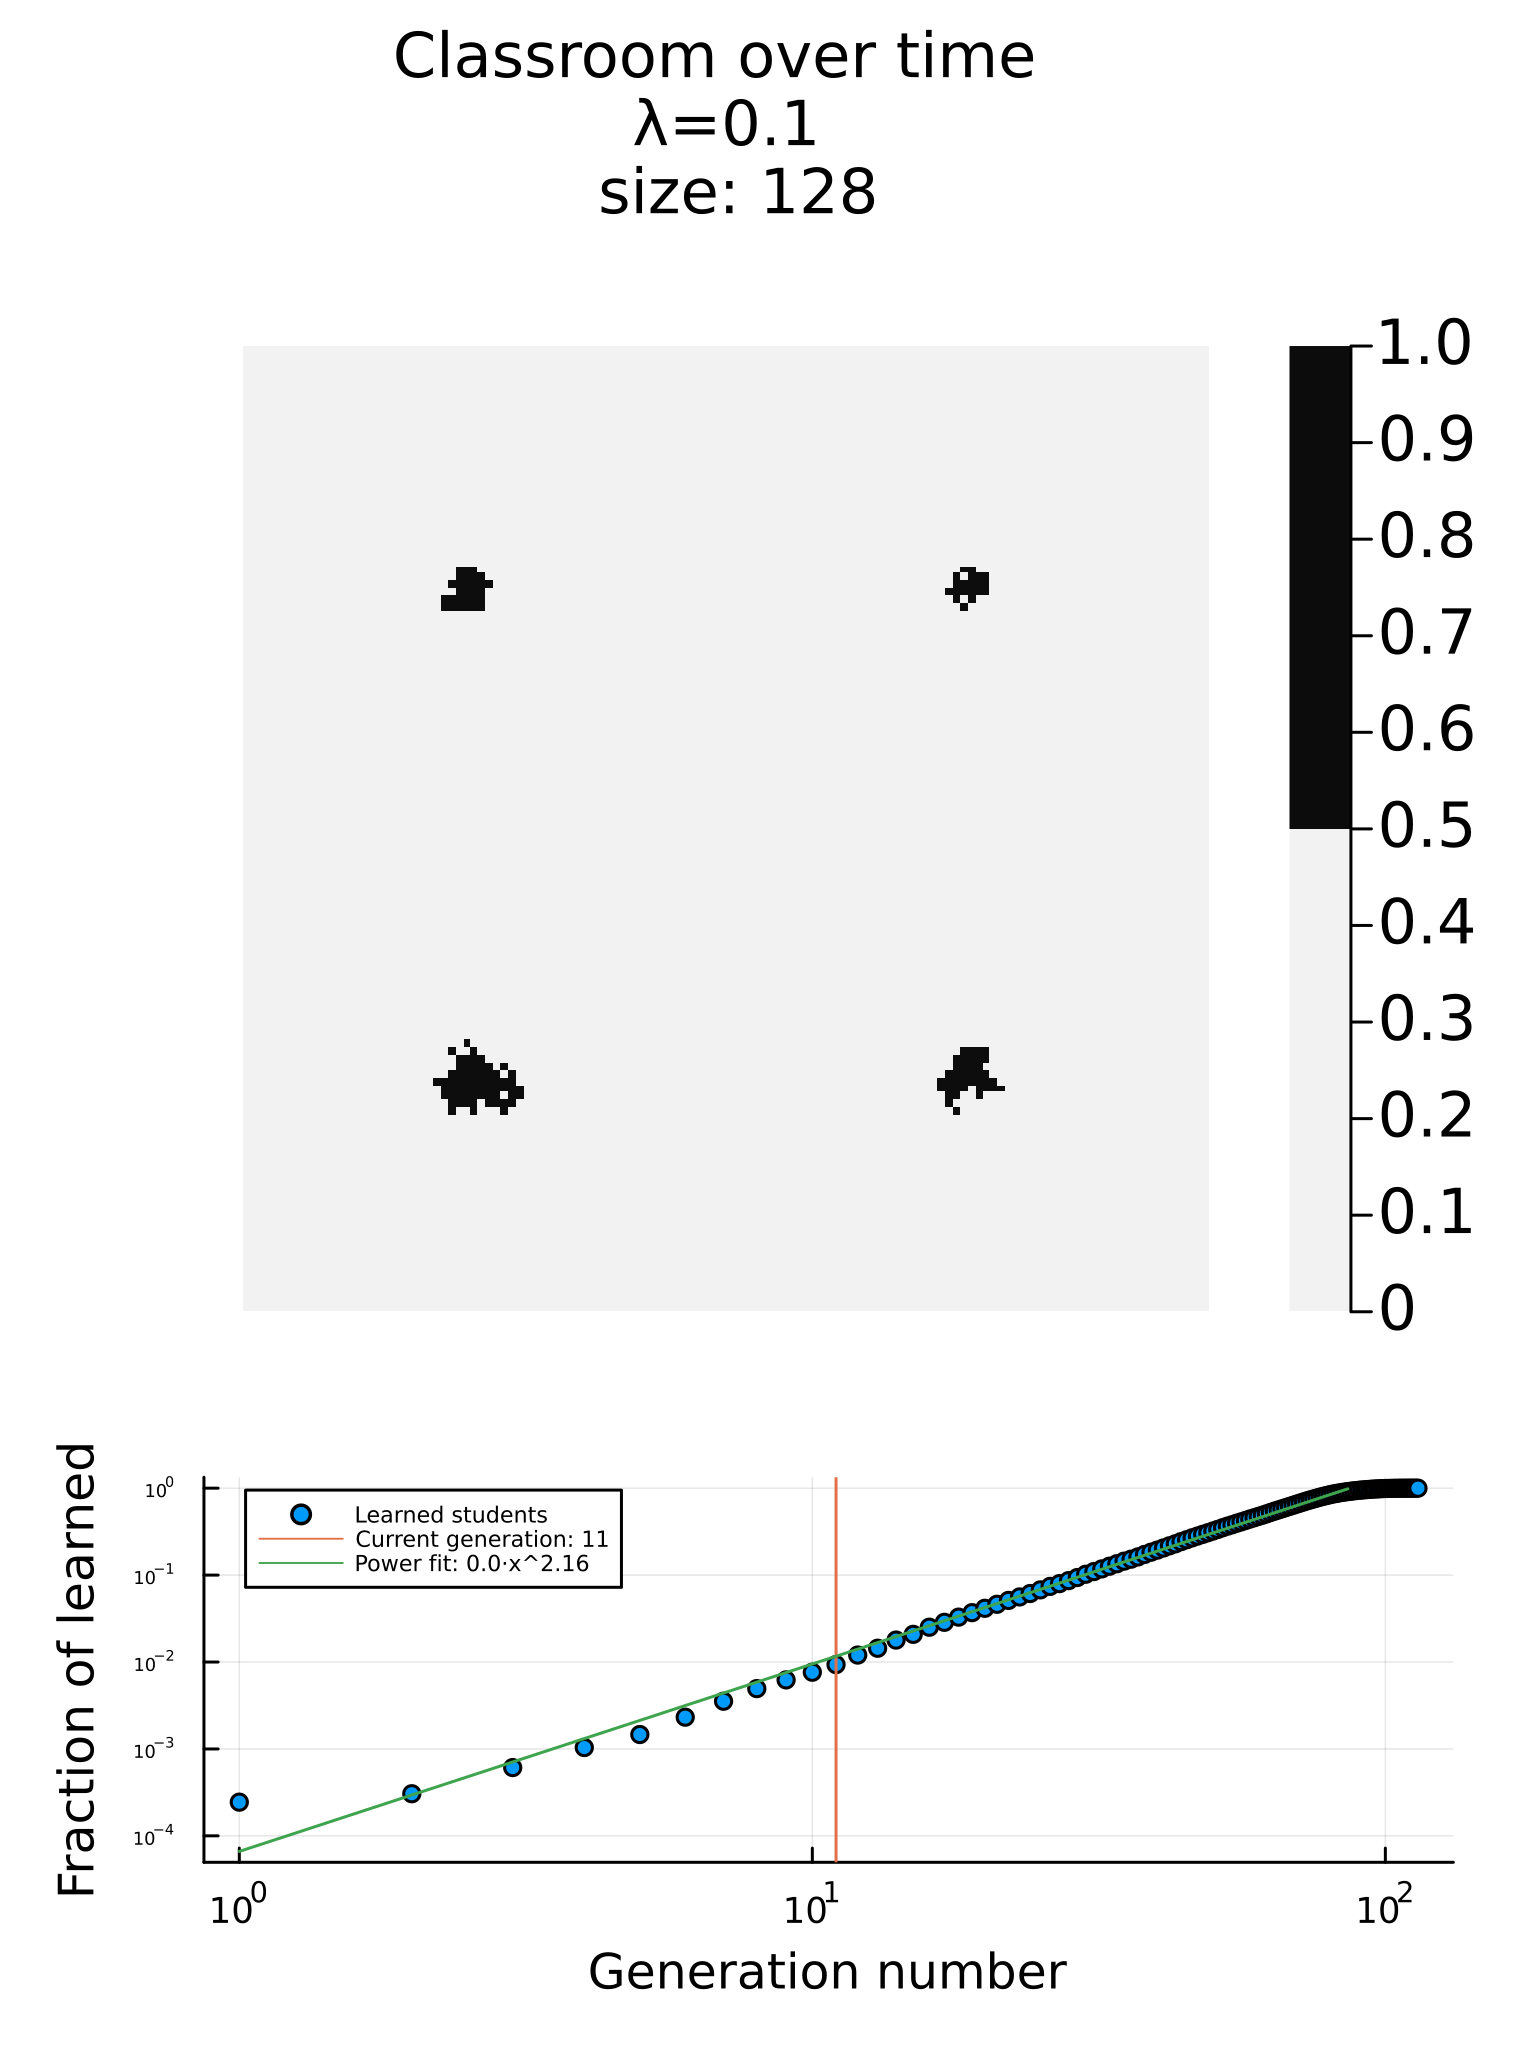 Classroom over time
λ=0.1
size: 128
1.0
0.9
0.8
0.7
0.6
0.5
0.4
0.3
0.2
0.1
0
Fraction of learned
10^0
10^-1
10^-2
10^-3
10^-4
Learned students
Current generation: 11
Power fit: 0.0·x^2.16
10^0 10^1 10^2
Generation number